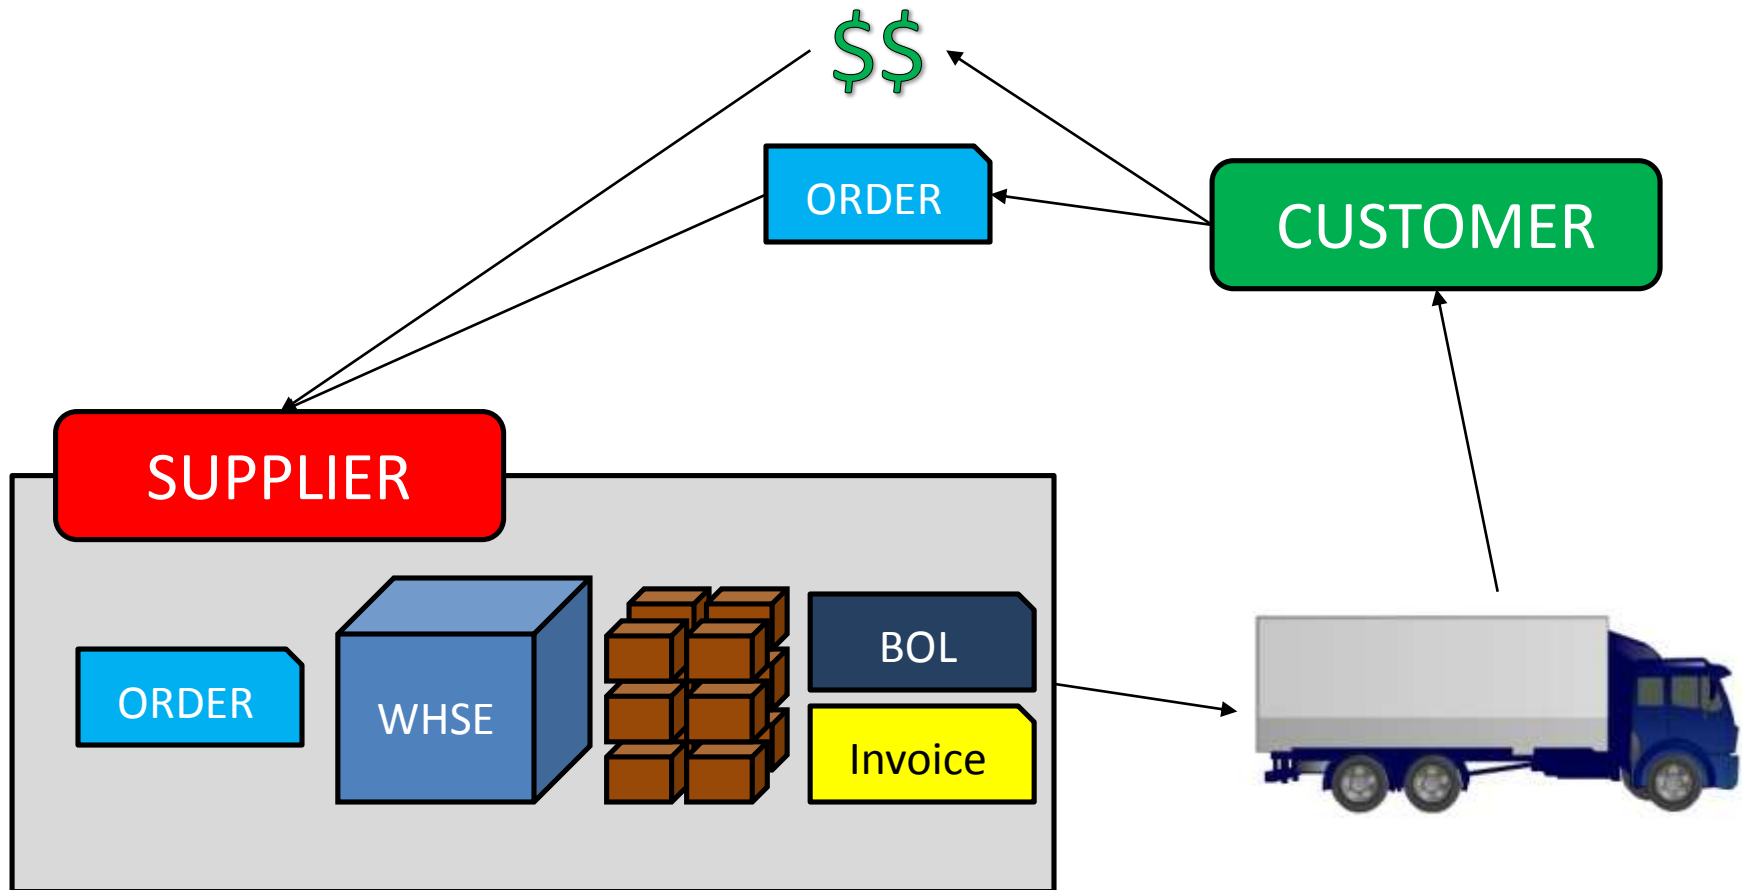 $$
ORDER
CUSTOMER
SUPPLIER
ORDER
WHSE
BOL
Invoice